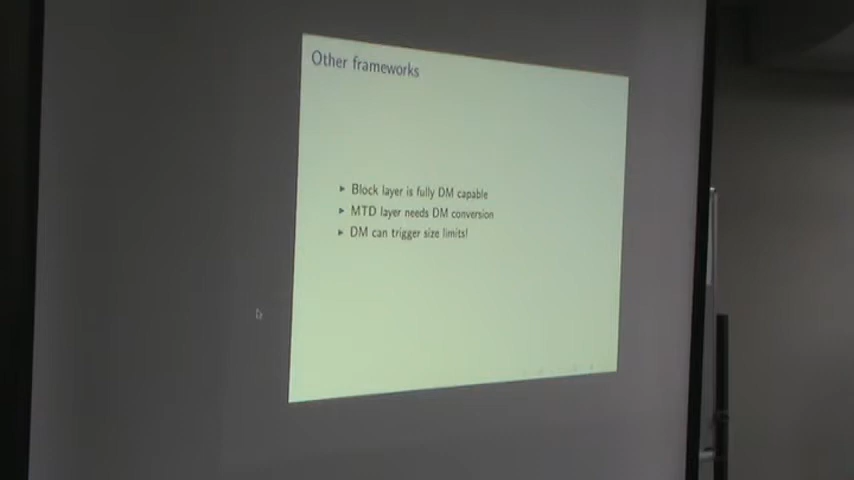 Other frameworks
Block layer is fully DM capable
MTD layer needs DM conversion
DM can trigger size limits!